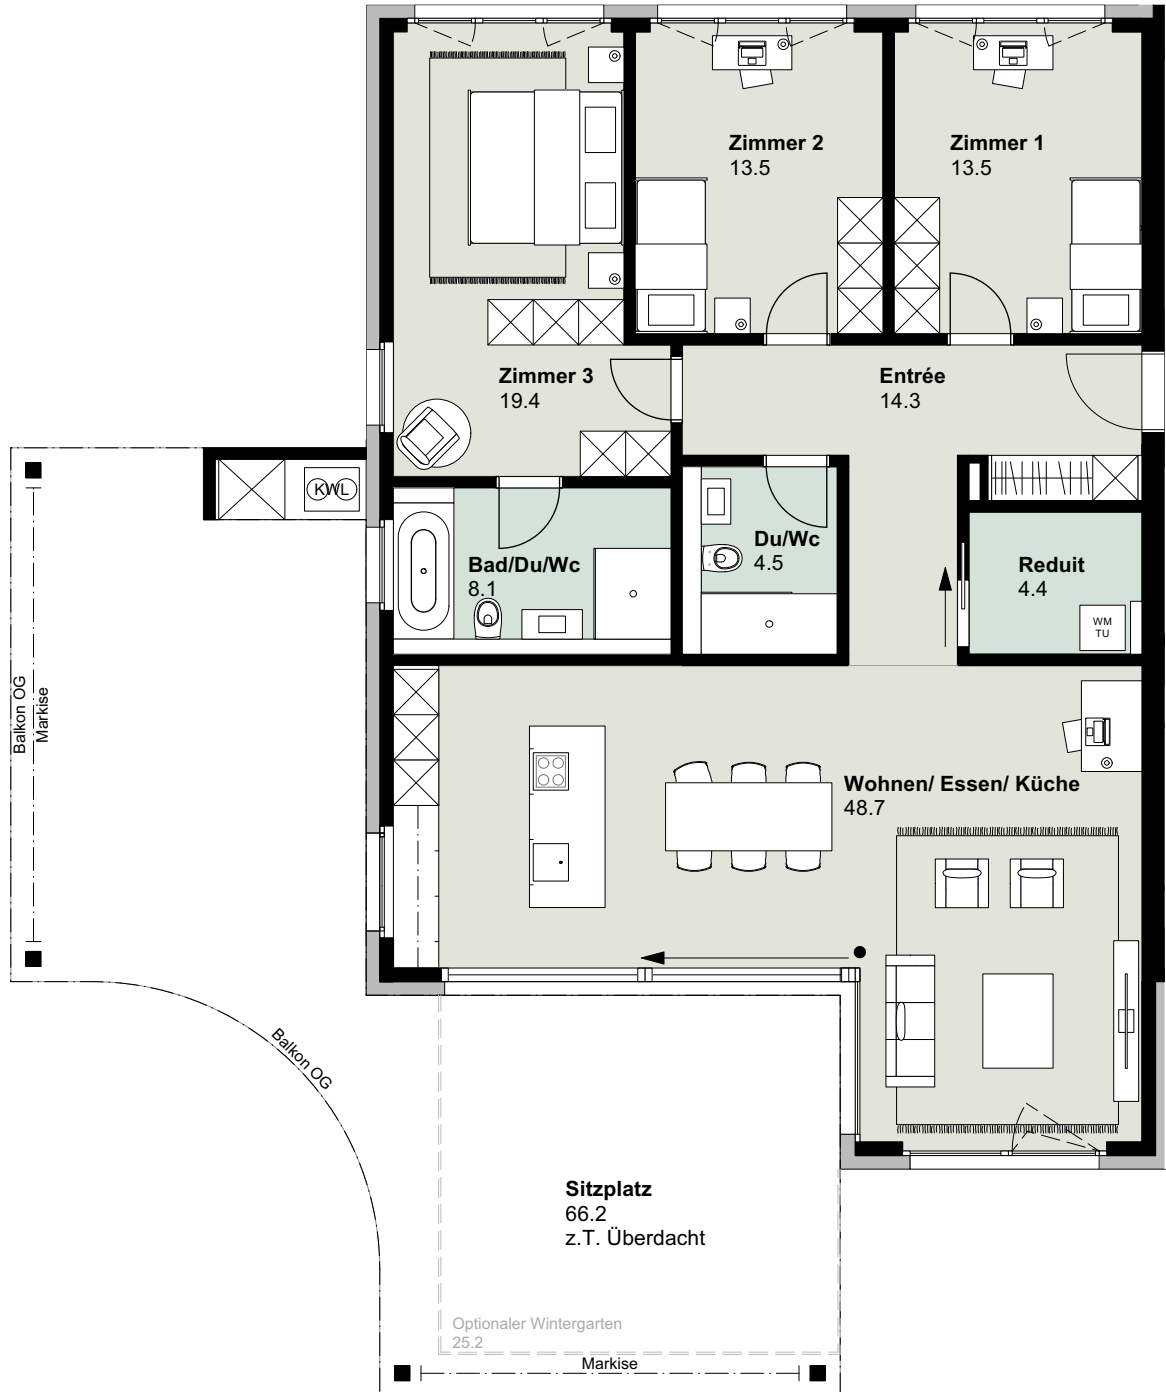 Zimmer 2
13.5
Zimmer 1
13.5
Zimmer 3
19.4
Entrée
14.3
KWL
Bad/Du/Wc
8.1
Du/Wc
4.5
Reduit
4.4
WM
TU
Balkon OG
Markise
Wohnen/ Essen/ Küche
48.7
Balkon OG
Sitzplatz
66.2
z.T. Überdacht
Optionaler Wintergarten
25.2
Markise